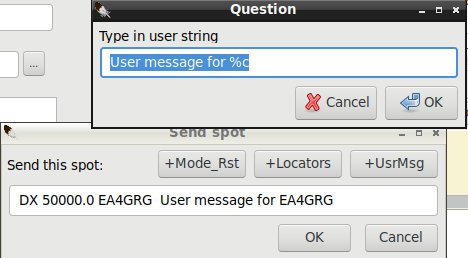 Question
Type in user string
User message for %c
Cancel
OK
...
Send spot
Send this spot:
+Mode_Rst
+Locators
+UsrMsg
DX 50000.0 EA4GRG  User message for EA4GRG
OK
Cancel